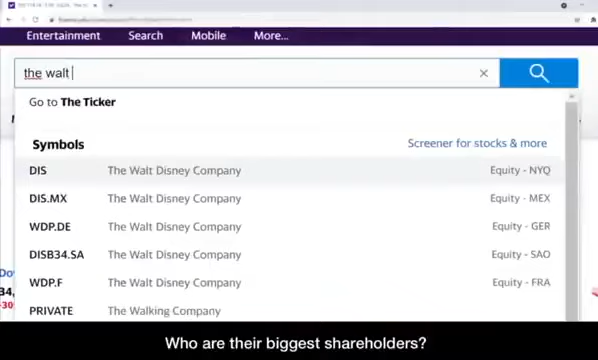 Entertainment Search Mobile More...
the walt
Go to The Ticker
Symbols Screener for stocks & more
DIS The Walt Disney Company Equity - NYQ
DIS.MX The Walt Disney Company Equity - MEX
WDP.DE The Walt Disney Company Equity - GER
DISB34.SA The Walt Disney Company Equity - SAO
WDP.F The Walt Disney Company Equity - FRA
PRIVATE The Walking Company
Who are their biggest shareholders?